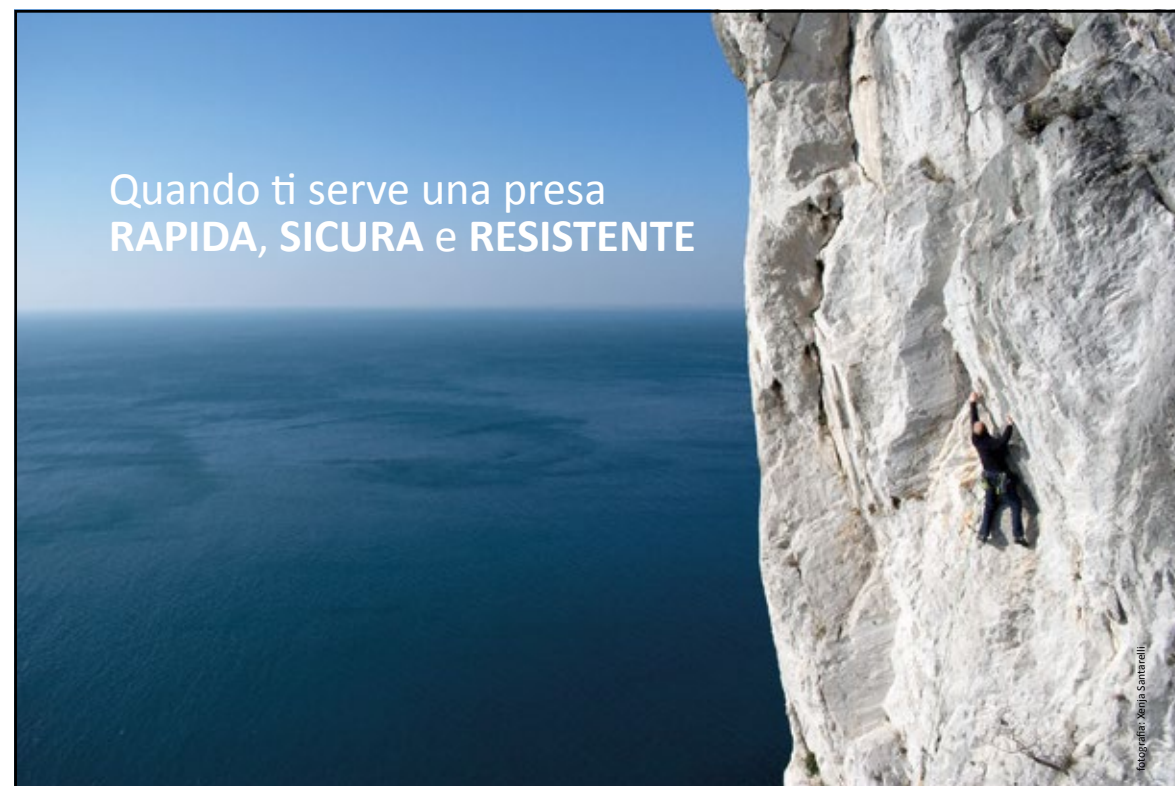 Quando ti serve una presa
RAPIDA, SICURA e RESISTENTE
fotografia: Xenja Santarelli